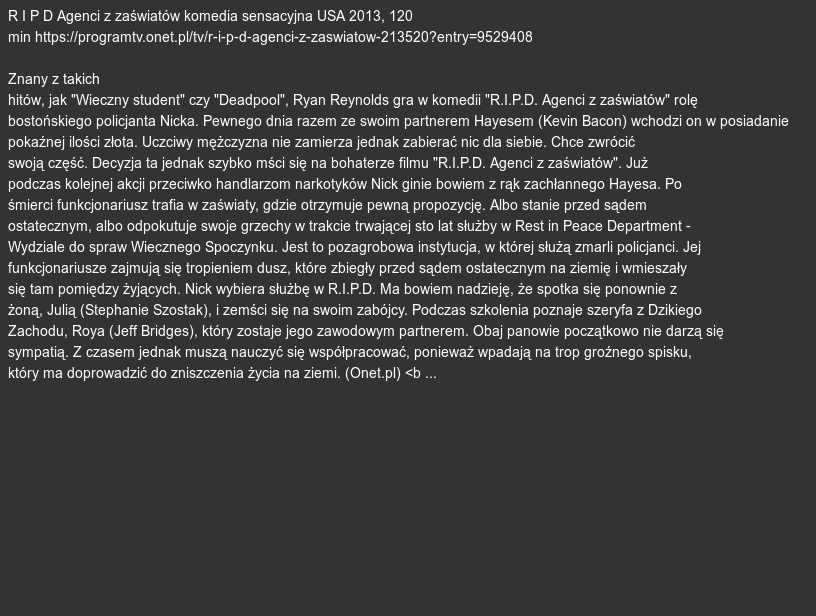 R I P D Agenci z zaświatów komedia sensacyjna USA 2013, 120
min https://programtv.onet.pl/tv/r-i-p-d-agenci-z-zaswiatow-213520?entry=9529408
Znany z takich
hitów, jak "Wieczny student" czy "Deadpool", Ryan Reynolds gra w komedii "R.I.P.D. Agenci z zaświatów" rolę
bostońskiego policjanta Nicka. Pewnego dnia razem ze swoim partnerem Hayesem (Kevin Bacon) wchodzi on w posiadanie
pokaźnej ilości złota. Uczciwy mężczyzna nie zamierza jednak zabierać nic dla siebie. Chce zwrócić
swoją część. Decyzja ta jednak szybko mści się na bohaterze filmu "R.I.P.D. Agenci z zaświatów". Już
podczas kolejnej akcji przeciwko handlarzom narkotyków Nick ginie bowiem z rąk zachłannego Hayesa. Po
śmierci funkcjonariusz trafia w zaświaty, gdzie otrzymuje pewną propozycję. Albo stanie przed sądem
ostatecznym, albo odpokutuje swoje grzechy w trakcie trwającej sto lat służby w Rest in Peace Department -
Wydziale do spraw Wiecznego Spoczynku. Jest to pozagrobowa instytucja, w której służą zmarli policjanci. Jej
funkcjonariusze zajmują się tropieniem dusz, które zbiegły przed sądem ostatecznym na ziemię i wmieszały
się tam pomiędzy żyjących. Nick wybiera służbę w R.I.P.D. Ma bowiem nadzieję, że spotka się ponownie z
żoną, Julią (Stephanie Szostak), i zemści się na swoim zabójcy. Podczas szkolenia poznaje szeryfa z Dzikiego
Zachodu, Roya (Jeff Bridges), który zostaje jego zawodowym partnerem. Obaj panowie początkowo nie darzą się
sympatią. Z czasem jednak muszą nauczyć się współpracować, ponieważ wpadają na trop groźnego spisku,
który ma doprowadzić do zniszczenia życia na ziemi. (Onet.pl) <b ...